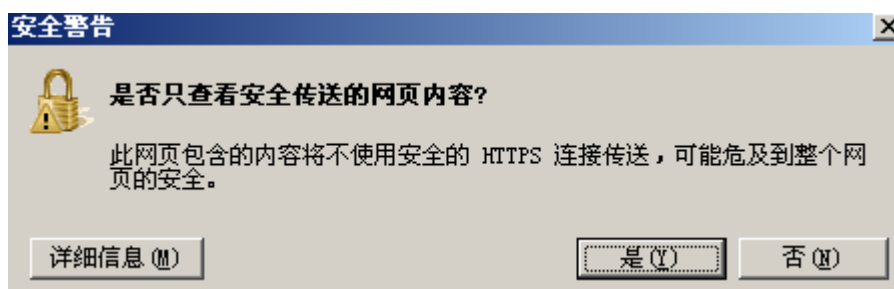 安全警告
是否只查看安全传送的网页内容?
此网页包含的内容将不使用安全的 HTTPS 连接传送，可能危及到整个网
页的安全。
详细信息(M) 是(Y) 否(N)